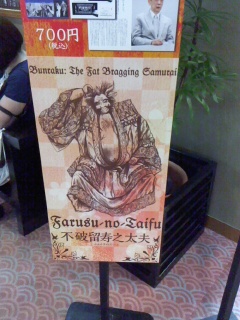 700円
(税込)
Bunraku: The Fat Bragging Samurai
Farusu-no-Taifu
不破留寿之太夫